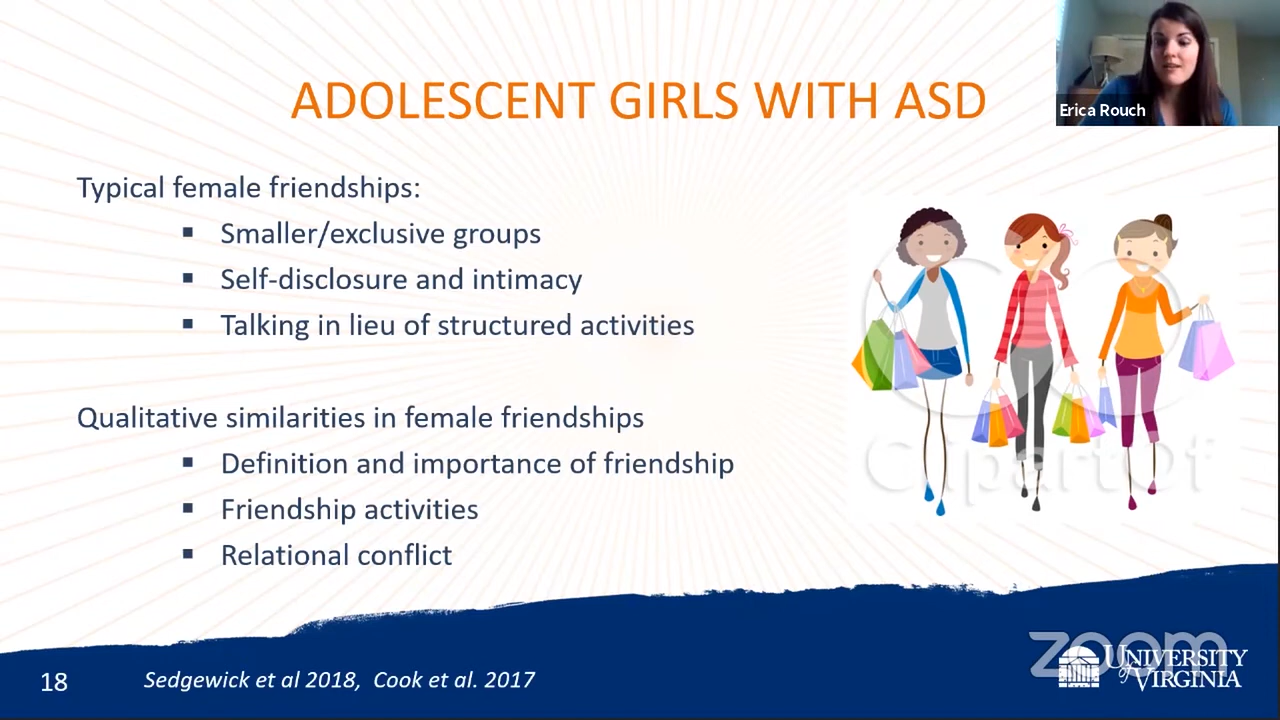 ADOLESCENT GIRLS WITH ASD
Erica Rouch
Typical female friendships:
▪ Smaller/exclusive groups
▪ Self-disclosure and intimacy
▪ Talking in lieu of structured activities
Qualitative similarities in female friendships
▪ Definition and importance of friendship
▪ Friendship activities
▪ Relational conflict
ClipartOf
18
Sedgewick et al 2018, Cook et al. 2017
zoom
UNIVERSITY
of VIRGINIA